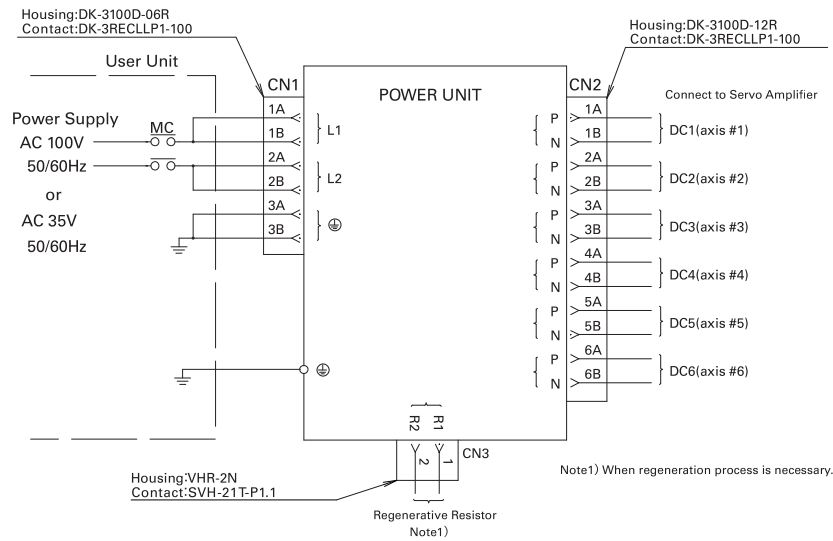 Housing:DK-3100D-06R
Contact:DK-3RECLLP1-100
Housing:DK-3100D-12R
Contact:DK-3RECLLP1-100
User Unit
CN1
POWER UNIT
CN2
Connect to Servo Amplifier
Power Supply
AC 100V
50/60Hz
or
AC 35V
50/60Hz
MC
1A
1B
L1
2A
2B
L2
3A
3B
P
N
1A
1B
DC1(axis #1)
P
N
2A
2B
DC2(axis #2)
P
N
3A
3B
DC3(axis #3)
P
N
4A
4B
DC4(axis #4)
P
N
5A
5B
DC5(axis #5)
P
N
6A
6B
DC6(axis #6)
R2
R1
2
1
CN3
Housing:VHR-2N
Contact:SVH-21T-P1.1
Regenerative Resistor
Note1)
Note1) When regeneration process is necessary.